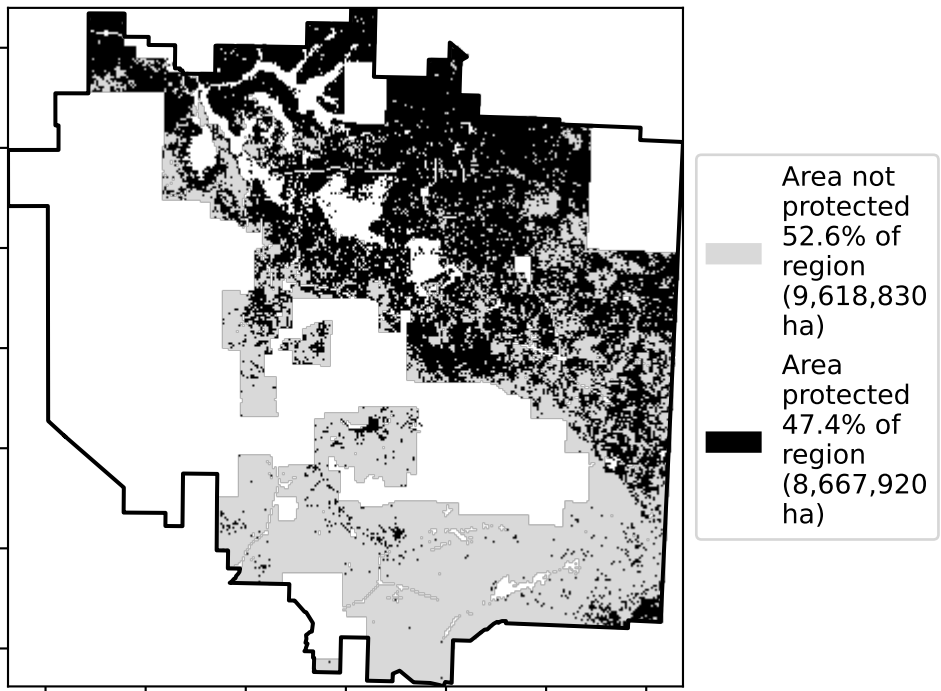 Area not
protected
52.6% of
region
(9,618,830
ha)
Area
protected
47.4% of
region
(8,667,920
ha)